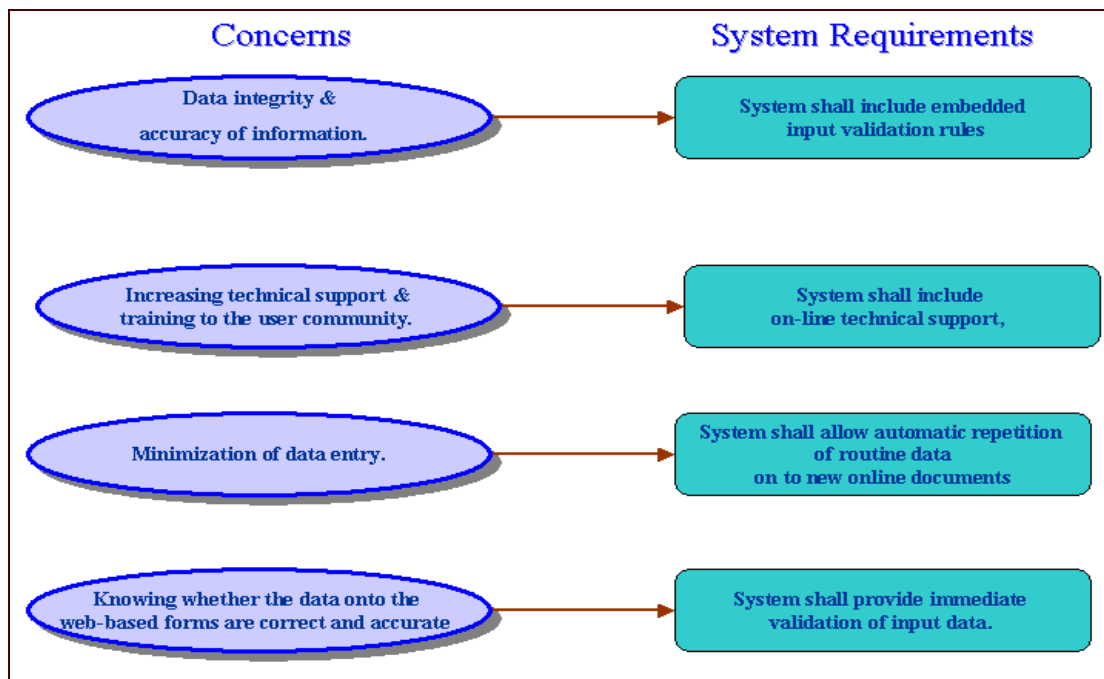 Concerns
System Requirements
Data integrity &
accuracy of information.
System shall include embedded
input validation rules
Increasing technical support &
training to the user community.
System shall include
on-line technical support,
Minimization of data entry.
System shall allow automatic repetition
of routine data
on to new online documents
Knowing whether the data onto the
web-based forms are correct and accurate
System shall provide immediate
validation of input data.